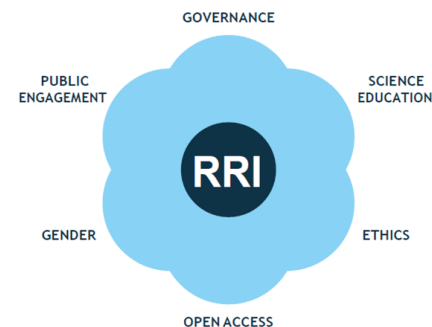 GOVERNANCE
PUBLIC
ENGAGEMENT
SCIENCE
EDUCATION
RRI
GENDER
ETHICS
OPEN ACCESS